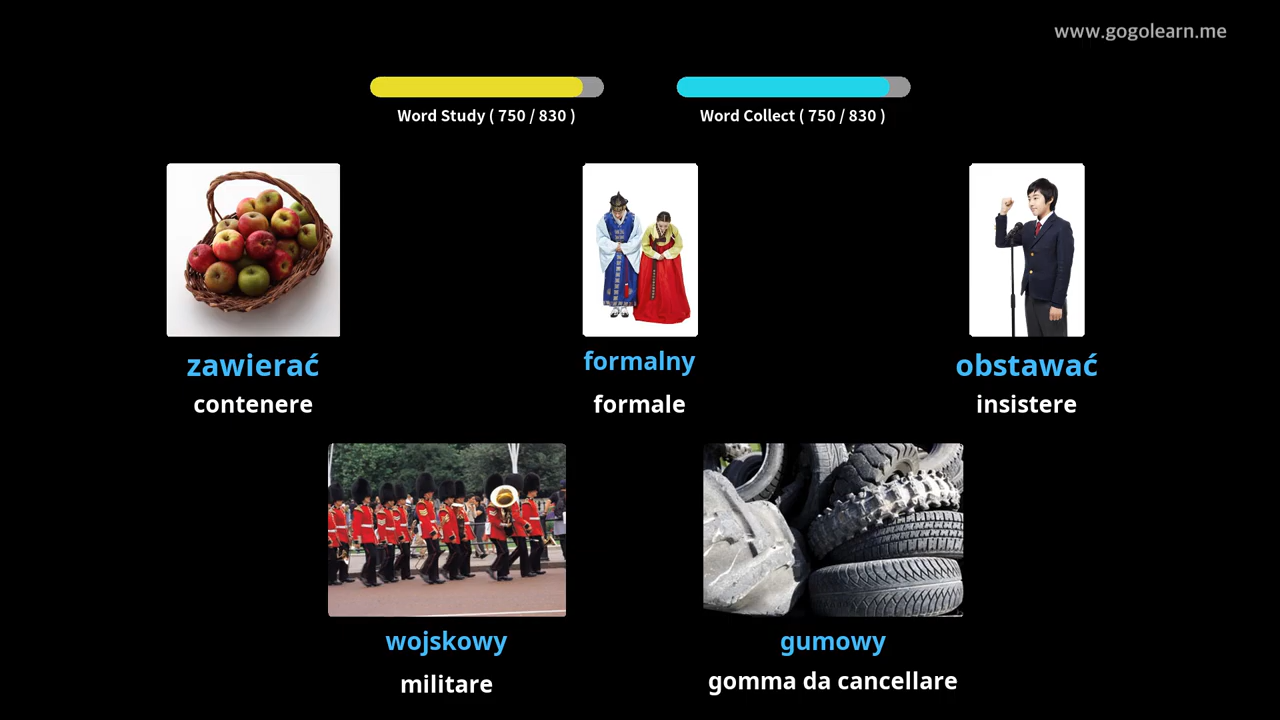 www.gogolearn.me
Word Study ( 750 / 830 )
Word Collect ( 750 / 830 )
zawierać
contenere
formalny
formale
obstawać
insistere
wojskowy
militare
gumowy
gomma da cancellare